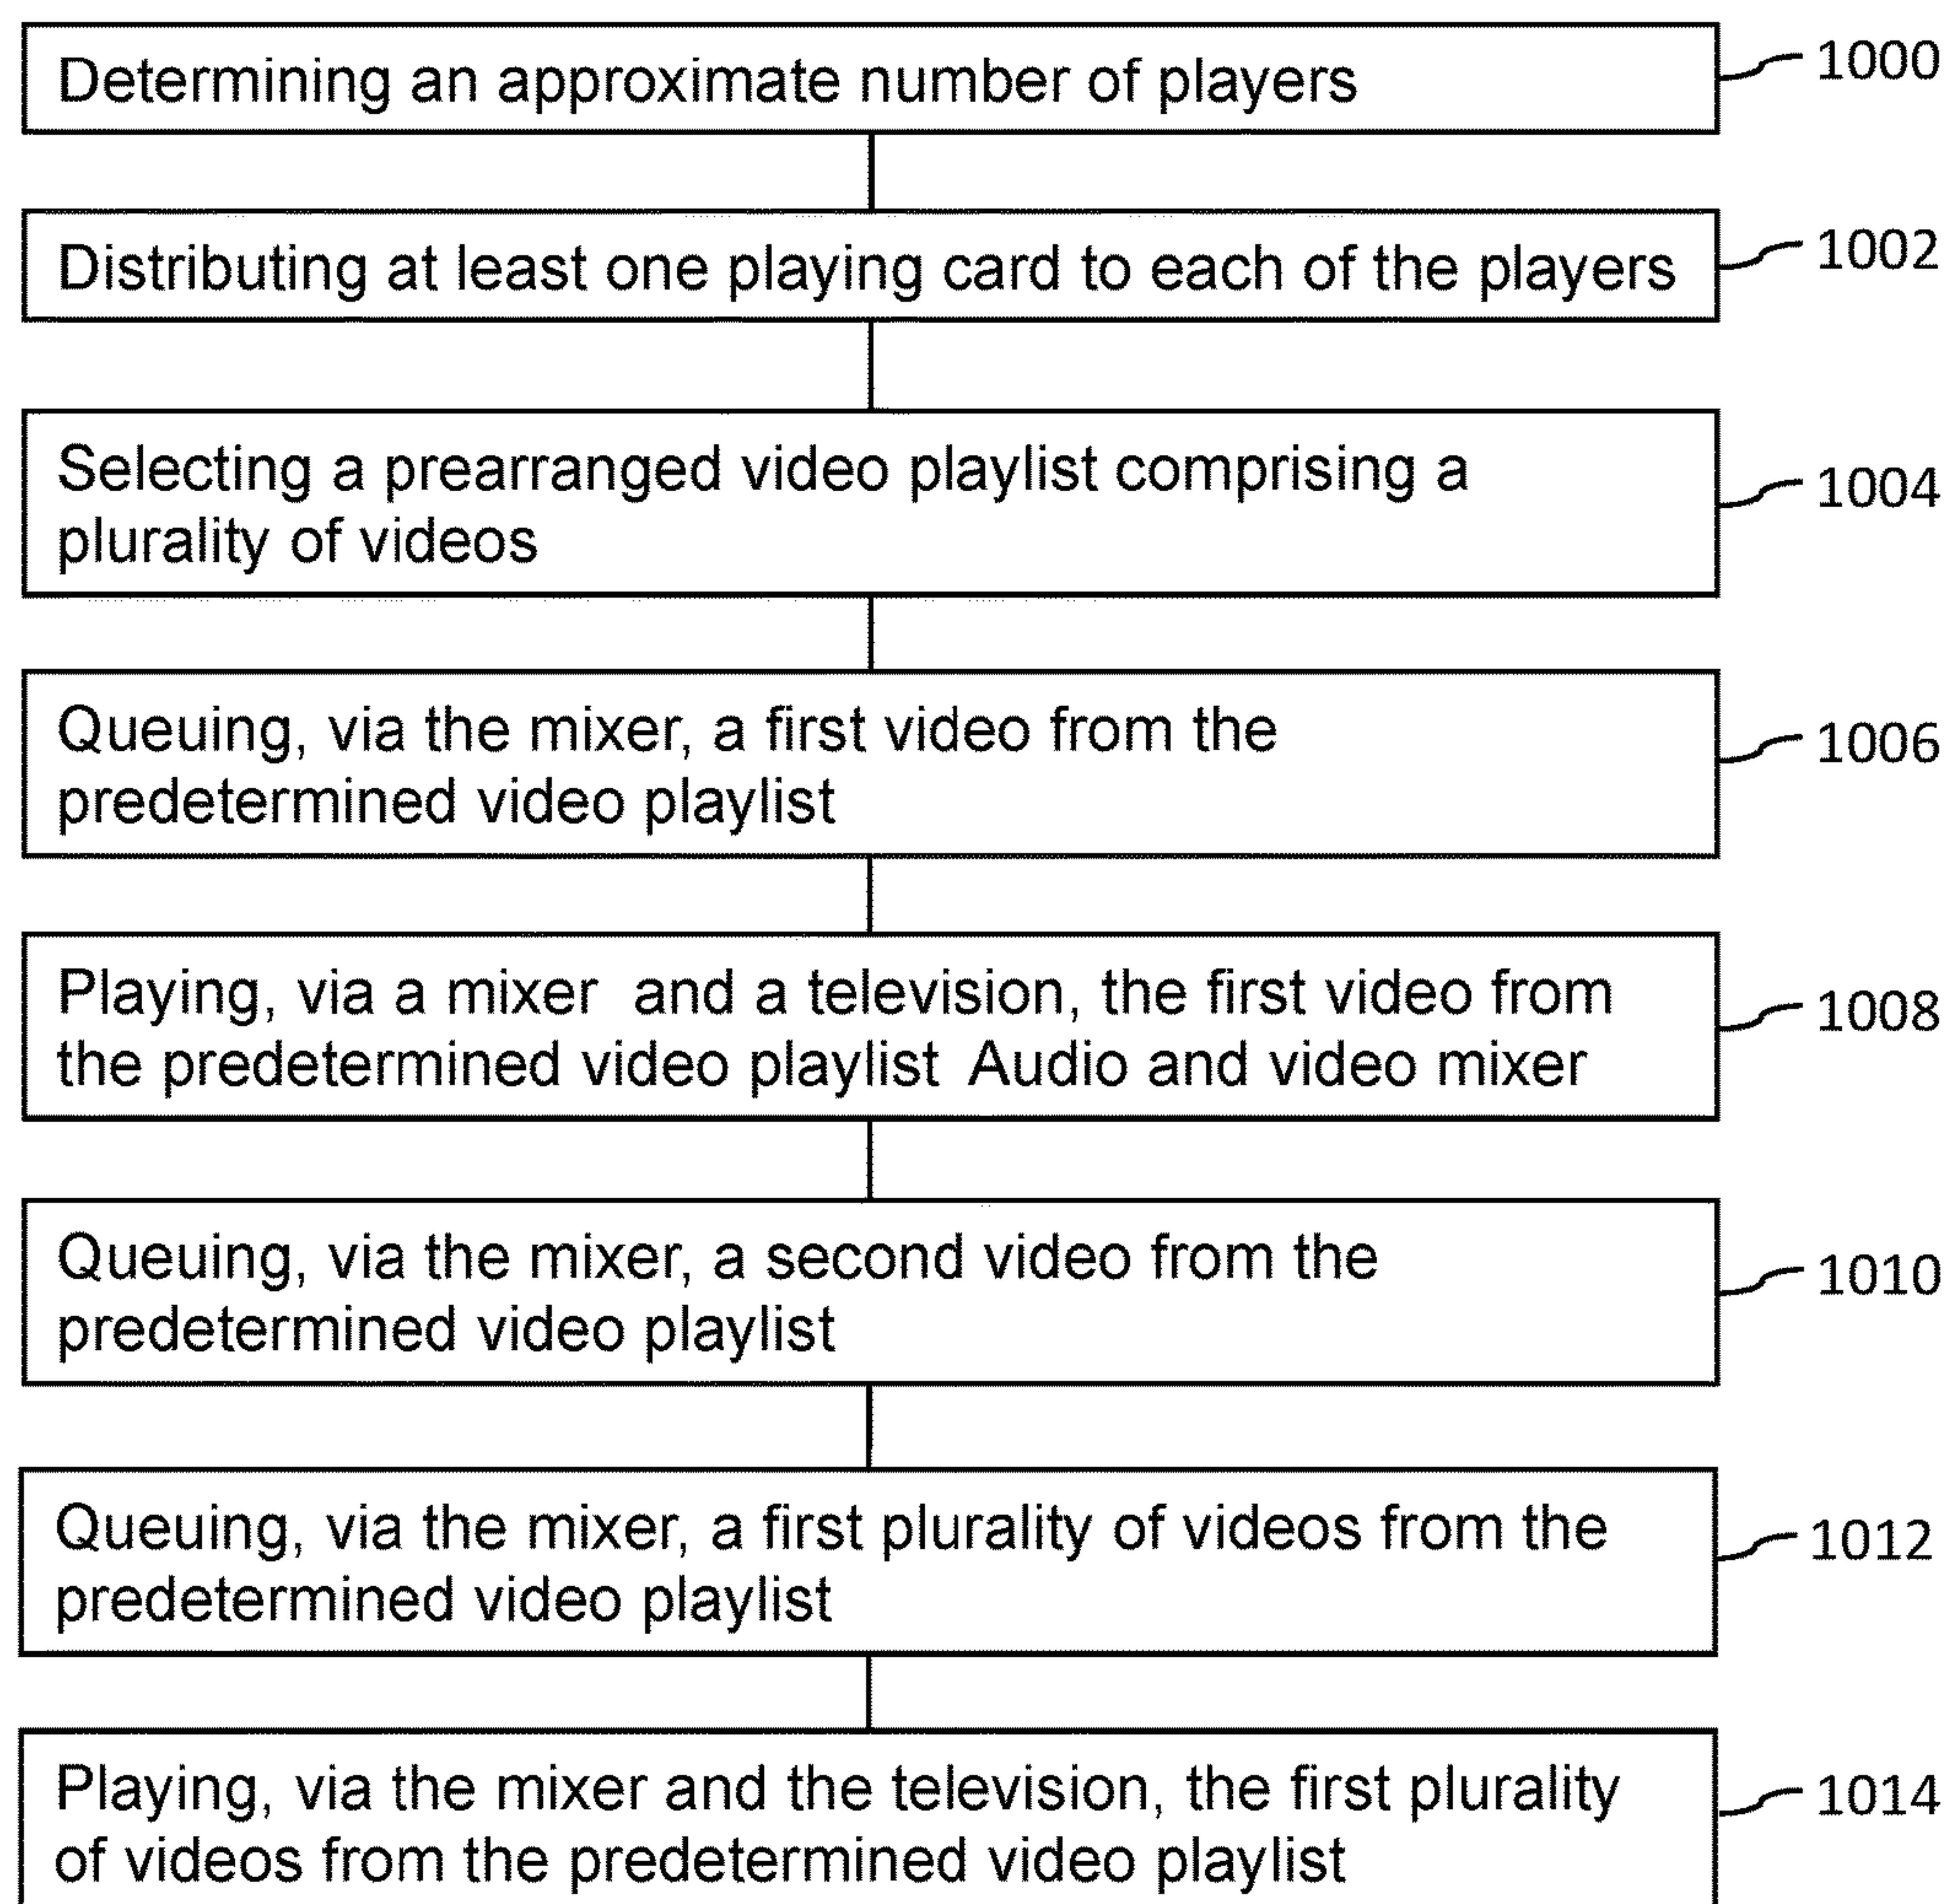 Determining an approximate number of players
1000
Distributing at least one playing card to each of the players
1002
Selecting a prearranged video playlist comprising a
plurality of videos
1004
Queuing, via the mixer, a first video from the
predetermined video playlist
1006
Playing, via a mixer and a television, the first video from
the predetermined video playlist Audio and video mixer
1008
Queuing, via the mixer, a second video from the
predetermined video playlist
1010
Queuing, via the mixer, a first plurality of videos from the
predetermined video playlist
1012
Playing, via the mixer and the television, the first plurality
of videos from the predetermined video playlist
1014